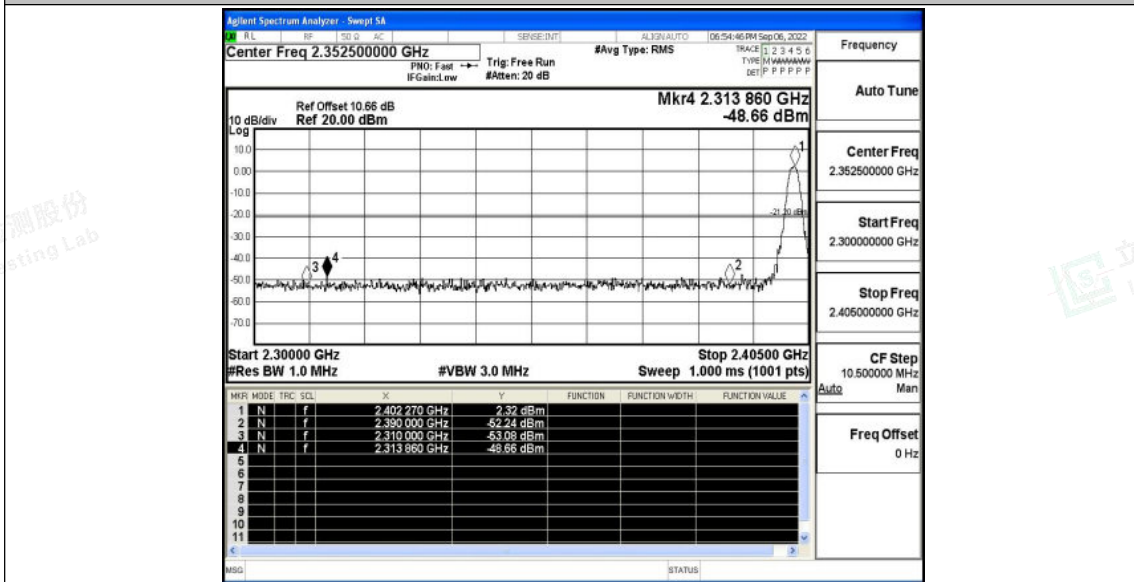 Agilent Spectrum Analyzer - Swept SA
RL RF 50 Ω AC SENSE:INT ALIGN AUTO 06:54:46 PM Sep 06, 2022
Center Freq 2.352500000 GHz
PNO: Fast
IFGain:Low
Trig: Free Run
#Atten: 20 dB
#Avg Type: RMS
TRACE 1 2 3 4 5 6
TYPE M
DET P P P P P P
Frequency
Auto Tune
Center Freq
2.352500000 GHz
Start Freq
2.300000000 GHz
Stop Freq
2.405000000 GHz
CF Step
10.500000 MHz
Auto Man
Freq Offset
0 Hz
Mkr4 2.313 860 GHz
-48.66 dBm
Ref Offset 10.66 dB
10 dB/div Ref 20.00 dBm
Log
10.0
0.00
-10.0
-20.0
-30.0
-40.0
-50.0
-60.0
-70.0
1
-21.20 dBm
2
3
4
Start 2.30000 GHz Stop 2.40500 GHz
#Res BW 1.0 MHz #VBW 3.0 MHz Sweep 1.000 ms (1001 pts)
MKR MODE TRC SCL X Y FUNCTION FUNCTION WIDTH FUNCTION VALUE
1 N f 2.402 270 GHz 2.32 dBm
2 N f 2.390 000 GHz -52.24 dBm
3 N f 2.310 000 GHz -53.08 dBm
4 N f 2.313 860 GHz -48.66 dBm
5
6
7
8
9
10
11
MSG STATUS
测股份
sting Lab
立